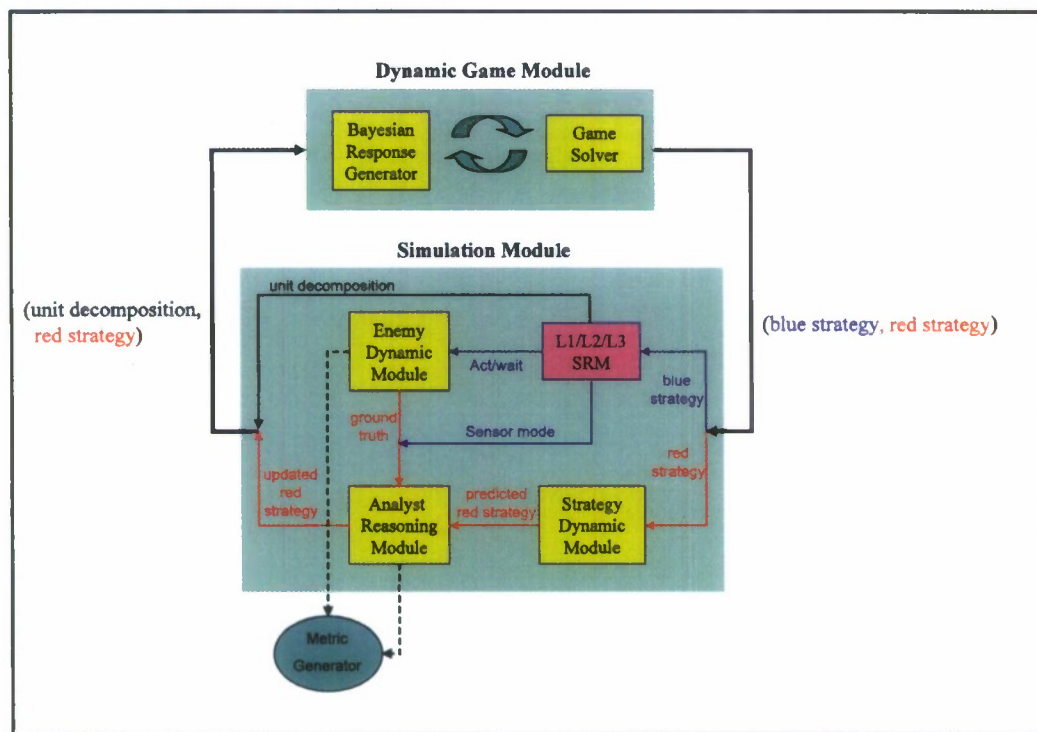 Dynamic Game Module
Bayesian
Response
Generator
Game
Solver
Simulation Module
(unit decomposition,
red strategy)
unit decomposition
Enemy
Dynamic
Module
Act/wait
L1/L2/L3
SRM
blue
strategy
(blue strategy, red strategy)
ground
truth
Sensor mode
red
strategy
updated
red
strategy
Analyst
Reasoning
Module
predicted
red strategy
Strategy
Dynamic
Module
Metric
Generator